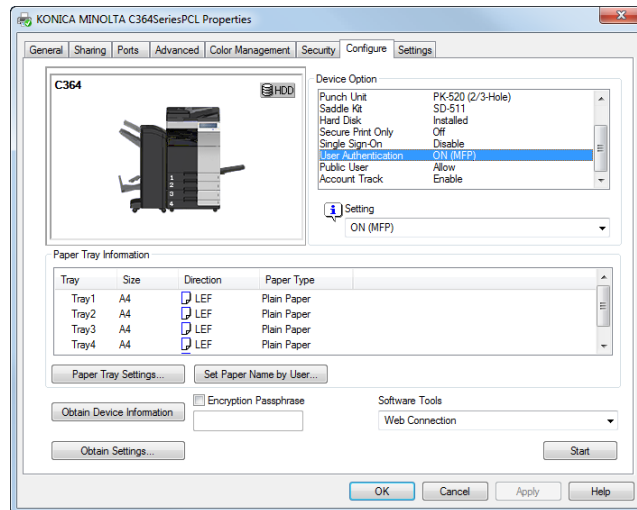 KONICA MINOLTA C364SeriesPCL Properties
General Sharing Ports Advanced Color Management Security Configure Settings
C364
HDD
1
2
3
4
Device Option
Punch Unit PK-520 (2/3-Hole)
Saddle Kit SD-511
Hard Disk Installed
Secure Print Only Off
Single Sign-On Disable
User Authentication ON (MFP)
Public User Allow
Account Track Enable
Setting
ON (MFP)
Paper Tray Information
Tray Size Direction Paper Type
Tray1 A4 LEF Plain Paper
Tray2 A4 LEF Plain Paper
Tray3 A4 LEF Plain Paper
Tray4 A4 LEF Plain Paper
Paper Tray Settings... Set Paper Name by User...
Obtain Device Information
Encryption Passphrase
Software Tools
Web Connection
Obtain Settings... Start
OK Cancel Apply Help